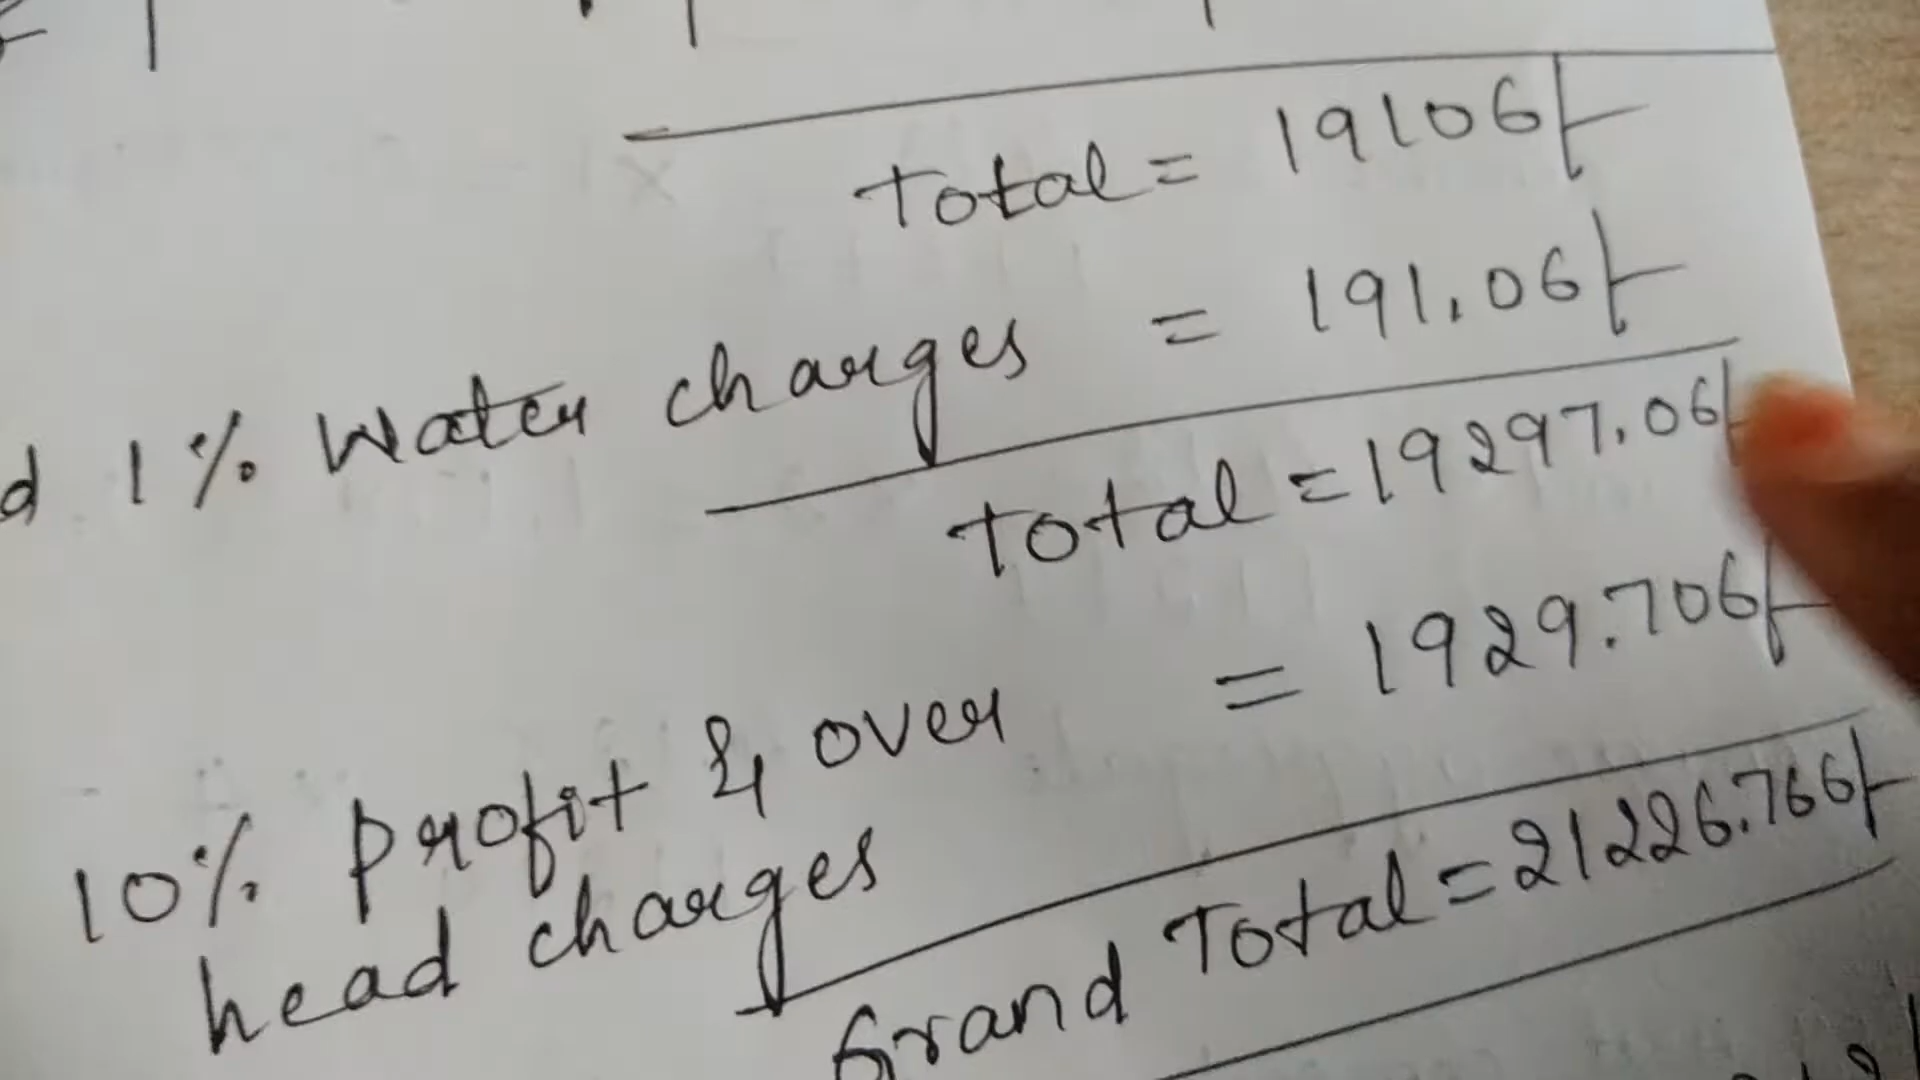 Total = 19106/-
d 1% Water charges = 191.06/-
Total = 19297.06/-
10% Profit & over = 1929.706/-
head charges
Grand Total = 21226.766/-